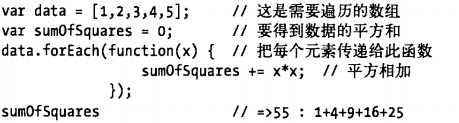 var data = [1,2,3,4,5]; // 这是需要遍历的数组
var sumOfSquares = 0; // 要得到数据的平方和
data.forEach(function(x) { // 把每个元素传递给此函数
sumOfSquares += x*x; // 平方相加
});
sumOfSquares // =>55 : 1+4+9+16+25